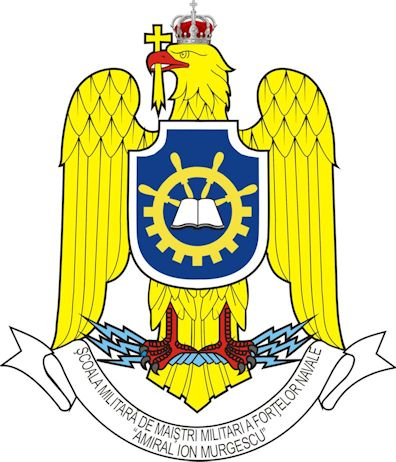 ŞCOALA MILITARĂ DE MAIŞTRI MILITARI A FORŢELOR NAVALE
"AMIRAL ION MURGESCU"